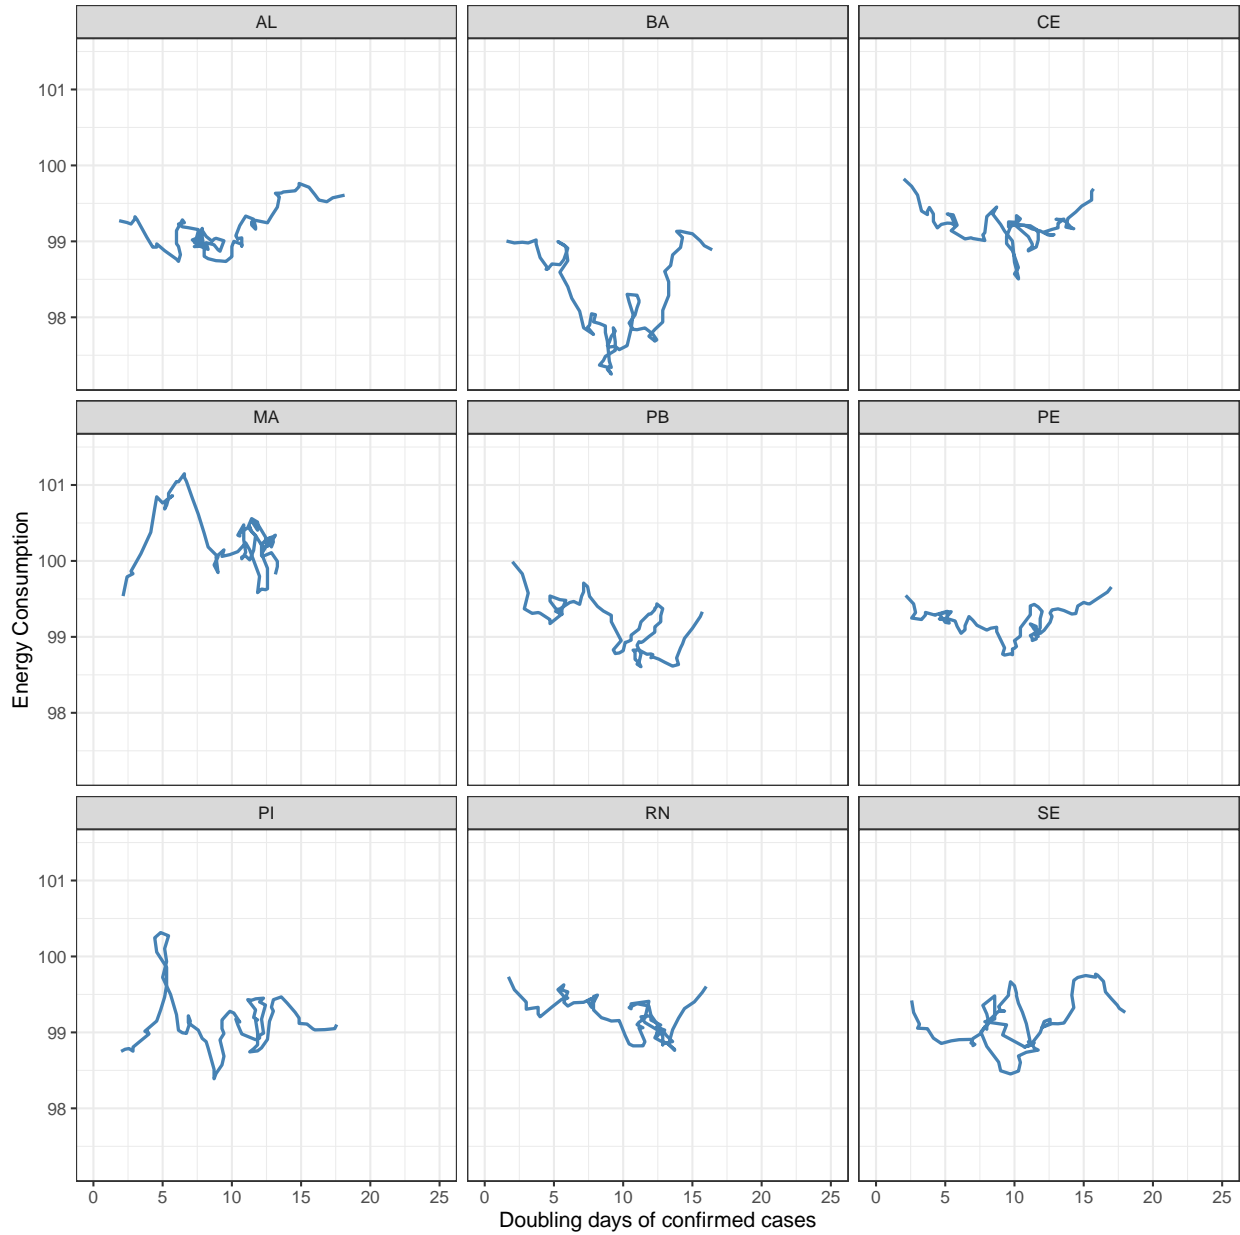 AL BA CE
101
100
99
98
MA PB PE
101
100
99
98
Energy Consumption
PI RN SE
101
100
99
98
0 5 10 15 20 25 0 5 10 15 20 25 0 5 10 15 20 25
Doubling days of confirmed cases